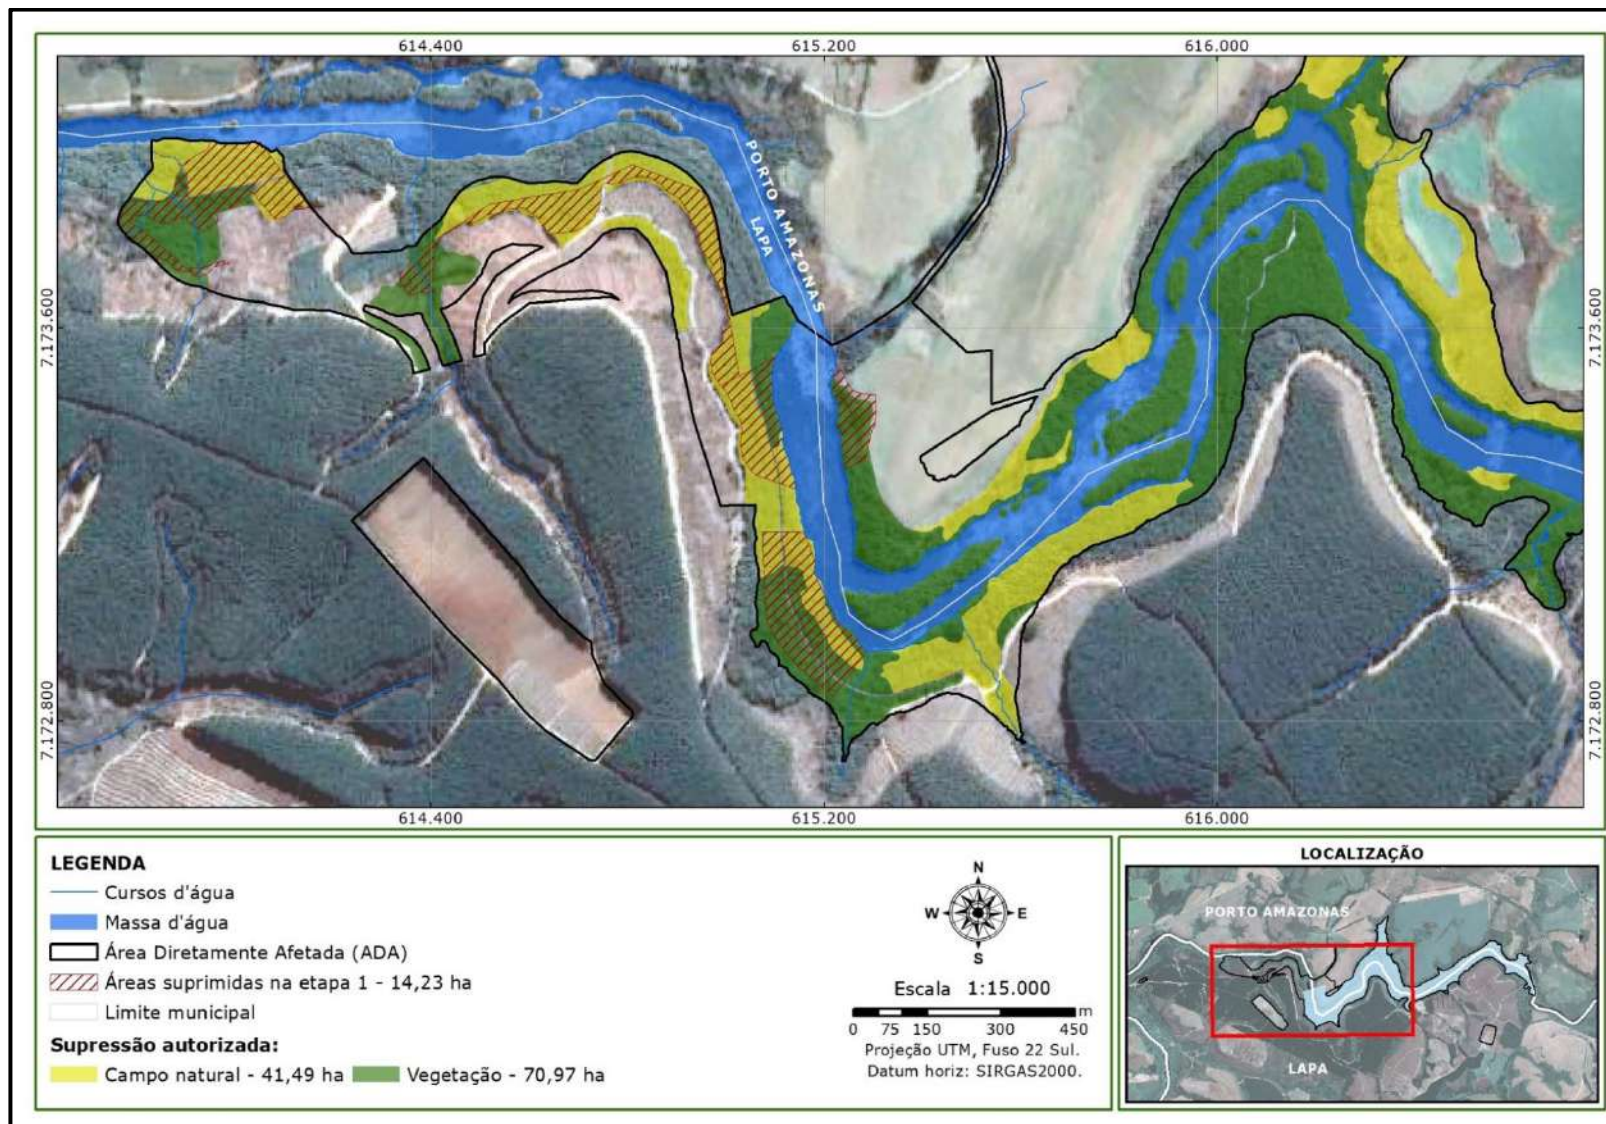 614.400 615.200 616.000
7.173.600 7.173.600
PORTO AMAZONAS
LAPA
7.172.800 7.172.800
614.400 615.200 616.000
LEGENDA
Cursos d'água
Massa d'água
Área Diretamente Afetada (ADA)
Áreas suprimidas na etapa 1 - 14,23 ha
Limite municipal
Supressão autorizada:
Campo natural - 41,49 ha Vegetação - 70,97 ha
N
W E
S
Escala 1:15.000
m
0 75 150 300 450
Projeção UTM, Fuso 22 Sul.
Datum horiz: SIRGAS2000.
LOCALIZAÇÃO
PORTO AMAZONAS
LAPA